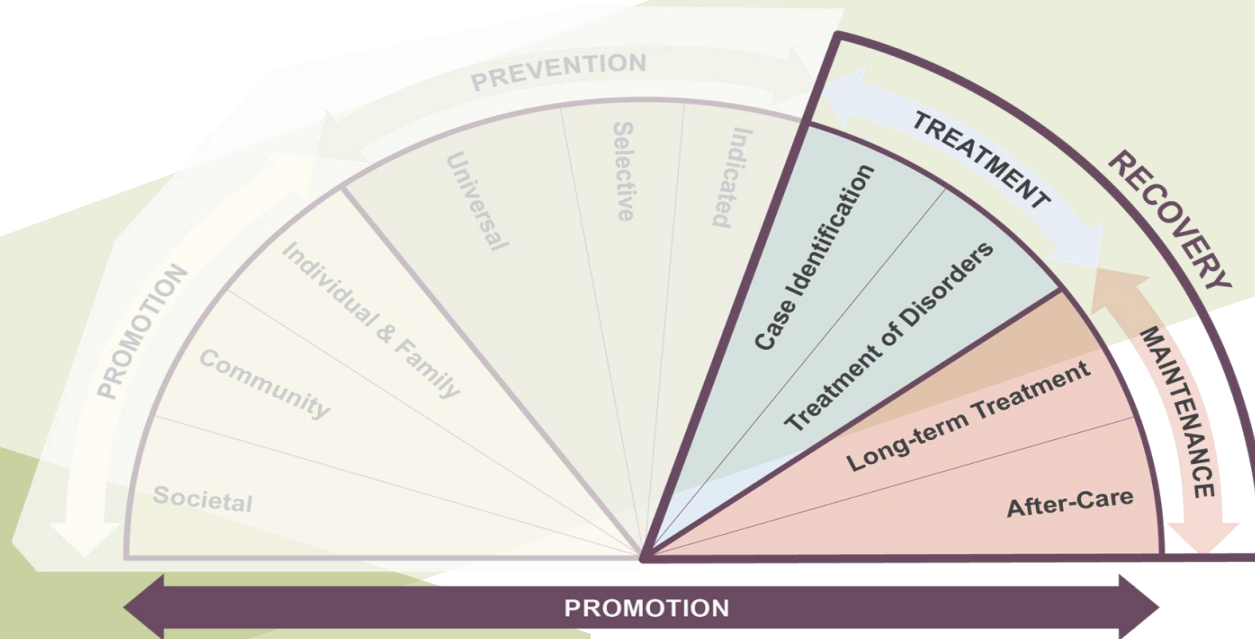 PROMOTION
PREVENTION
TREATMENT
RECOVERY
MAINTENANCE
Societal
Community
Individual & Family
Universal
Selective
Indicated
Case Identification
Treatment of Disorders
Long-term Treatment
After-Care
PROMOTION